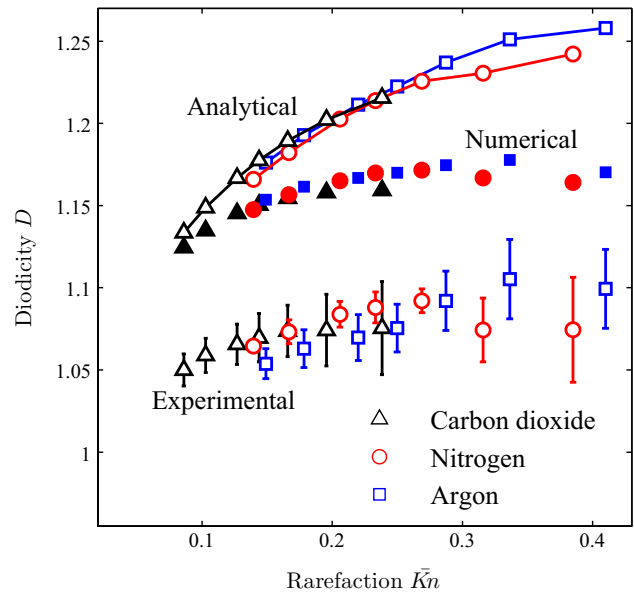 1.25
1.2
1.15
1.1
1.05
1
Diodicity D
Analytical
Numerical
Experimental
Carbon dioxide
Nitrogen
Argon
0.1
0.2
0.3
0.4
Rarefaction K̄n